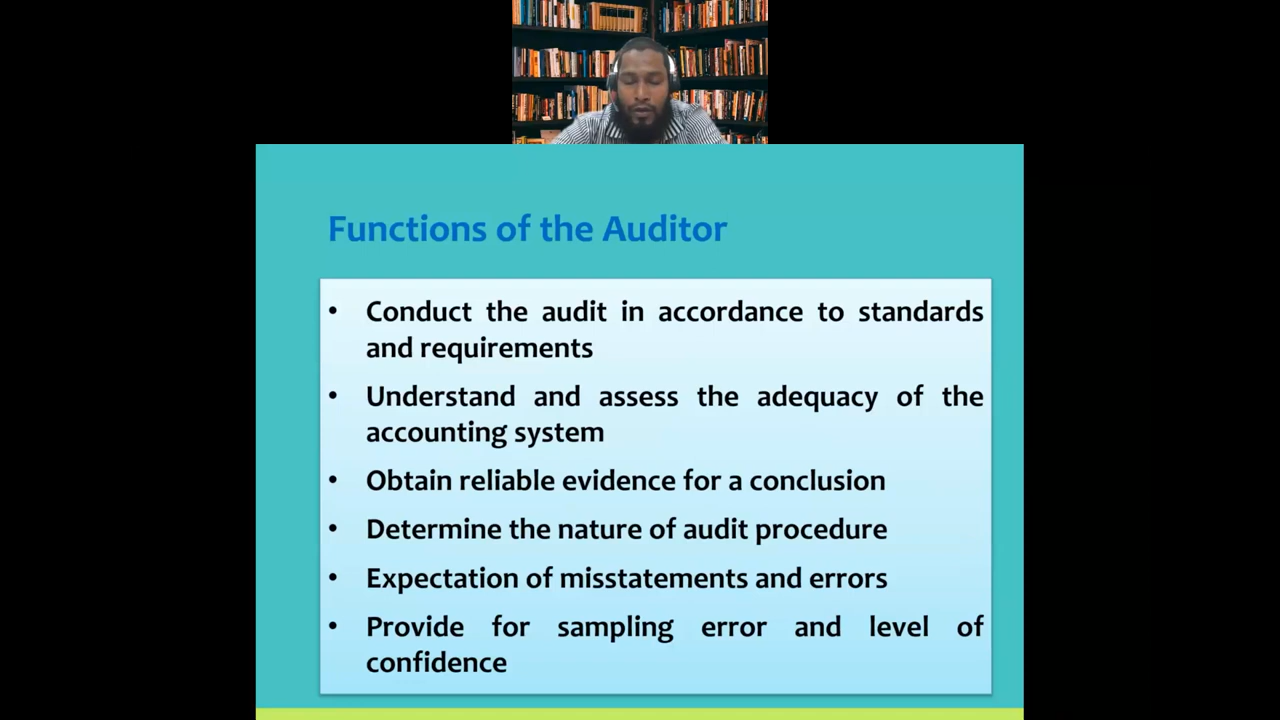 Functions of the Auditor
• Conduct the audit in accordance to standards
and requirements
• Understand and assess the adequacy of the
accounting system
• Obtain reliable evidence for a conclusion
• Determine the nature of audit procedure
• Expectation of misstatements and errors
• Provide for sampling error and level of
confidence